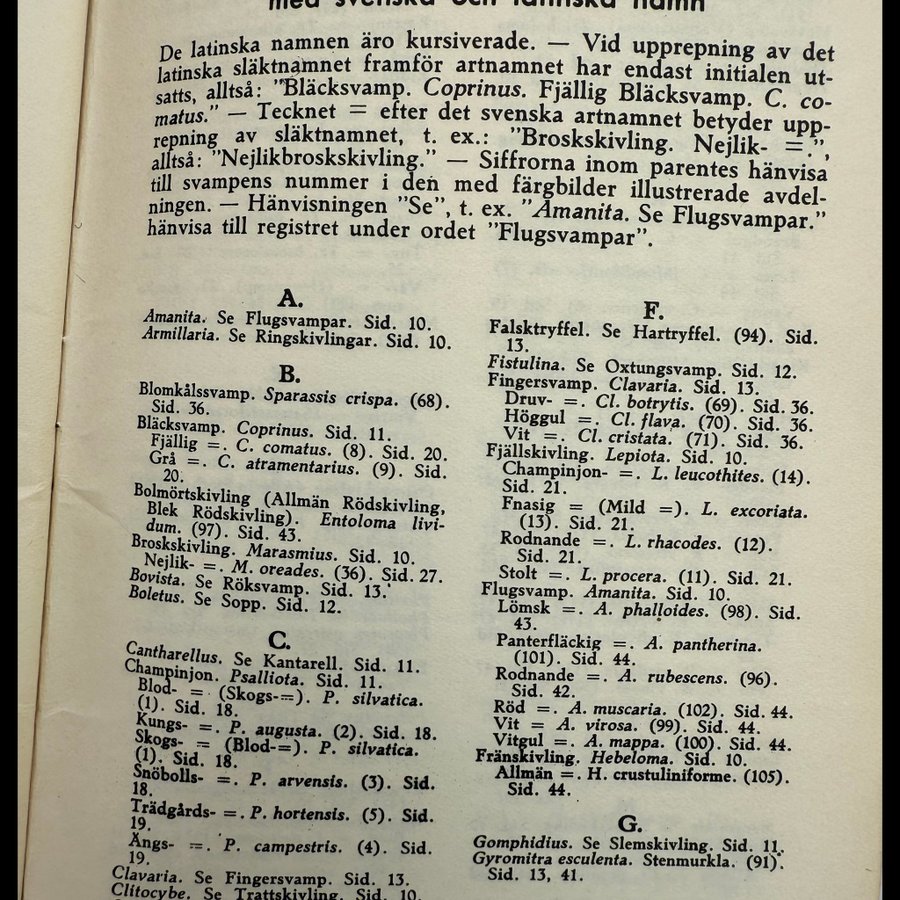 med svenska och latinska namn
De latinska namnen äro kursiverade. — Vid upprepning av det
latinska släktnamnet framför artnamnet har endast initialen ut-
satts, alltså: "Bläcksvamp. Coprinus. Fjällig Bläcksvamp. C. co-
matus." — Tecknet = efter det svenska artnamnet betyder upp-
repning av släktnamnet, t. ex.: "Broskskivling. Nejlik- =.",
alltså: "Nejlikbroskskivling." — Siffrorna inom parentes hänvisa
till svampens nummer i den med färgbilder illustrerade avdel-
ningen. — Hänvisningen "Se", t. ex. "Amanita. Se Flugsvampar."
hänvisa till registret under ordet "Flugsvampar".
A.
Amanita. Se Flugsvampar. Sid. 10.
Armillaria. Se Ringskivlingar. Sid. 10.
B.
Blomkålssvamp. Sparassis crispa. (68).
Sid. 36.
Bläcksvamp. Coprinus. Sid. 11.
Fjällig =. C. comatus. (8). Sid. 20.
Grå =. C. atramentarius. (9). Sid.
20.
Bolmörtskivling (Allmän Rödskivling,
Blek Rödskivling). Entoloma livi-
dum. (97). Sid. 43.
Broskskivling. Marasmius. Sid. 10.
Nejlik- =. M. oreades. (36). Sid. 27.
Bovista. Se Röksvamp. Sid. 13.
Boletus. Se Sopp. Sid. 12.
C.
Cantharellus. Se Kantarell. Sid. 11.
Champinjon. Psalliota. Sid. 11.
Blod- = (Skogs-=). P. silvatica.
(1). Sid. 18.
Kungs- =. P. augusta. (2). Sid. 18.
Skogs- = (Blod-=). P. silvatica.
(1). Sid. 18.
Snöbolls- =. P. arvensis. (3). Sid.
18.
Trädgårds- =. P. hortensis. (5). Sid.
19.
Ängs- =. P. campestris. (4). Sid.
19.
Clavaria. Se Fingersvamp. Sid. 13.
Clitocybe. Se Trattskivling. Sid. 10.
F.
Falsktryffel. Se Hartryffel. (94). Sid.
13.
Fistulina. Se Oxtungsvamp. Sid. 12.
Fingersvamp. Clavaria. Sid. 13.
Druv- =. Cl. botrytis. (69). Sid. 36.
Höggul =. Cl. flava. (70). Sid. 36.
Vit =. Cl. cristata. (71). Sid. 36.
Fjällskivling. Lepiota. Sid. 10.
Champinjon- =. L. leucothites. (14).
Sid. 21.
Fnasig = (Mild =). L. excoriata.
(13). Sid. 21.
Rodnande =. L. rhacodes. (12).
Sid. 21.
Stolt =. L. procera. (11). Sid. 21.
Flugsvamp. Amanita. Sid. 10.
Lömsk =. A. phalloides. (98). Sid.
43.
Panterfläckig =. A. pantherina.
(101). Sid. 44.
Rodnande =. A. rubescens. (96).
Sid. 42.
Röd =. A. muscaria. (102). Sid. 44.
Vit = A. virosa. (99). Sid. 44.
Vitgul =. A. mappa. (100). Sid. 44.
Fränskivling. Hebeloma. Sid. 10.
Allmän =. H. crustuliniforme. (105).
Sid. 44.
G.
Gomphidius. Se Slemskivling. Sid. 11.
Gyromitra esculenta. Stenmurkla. (91).
Sid. 13, 41.